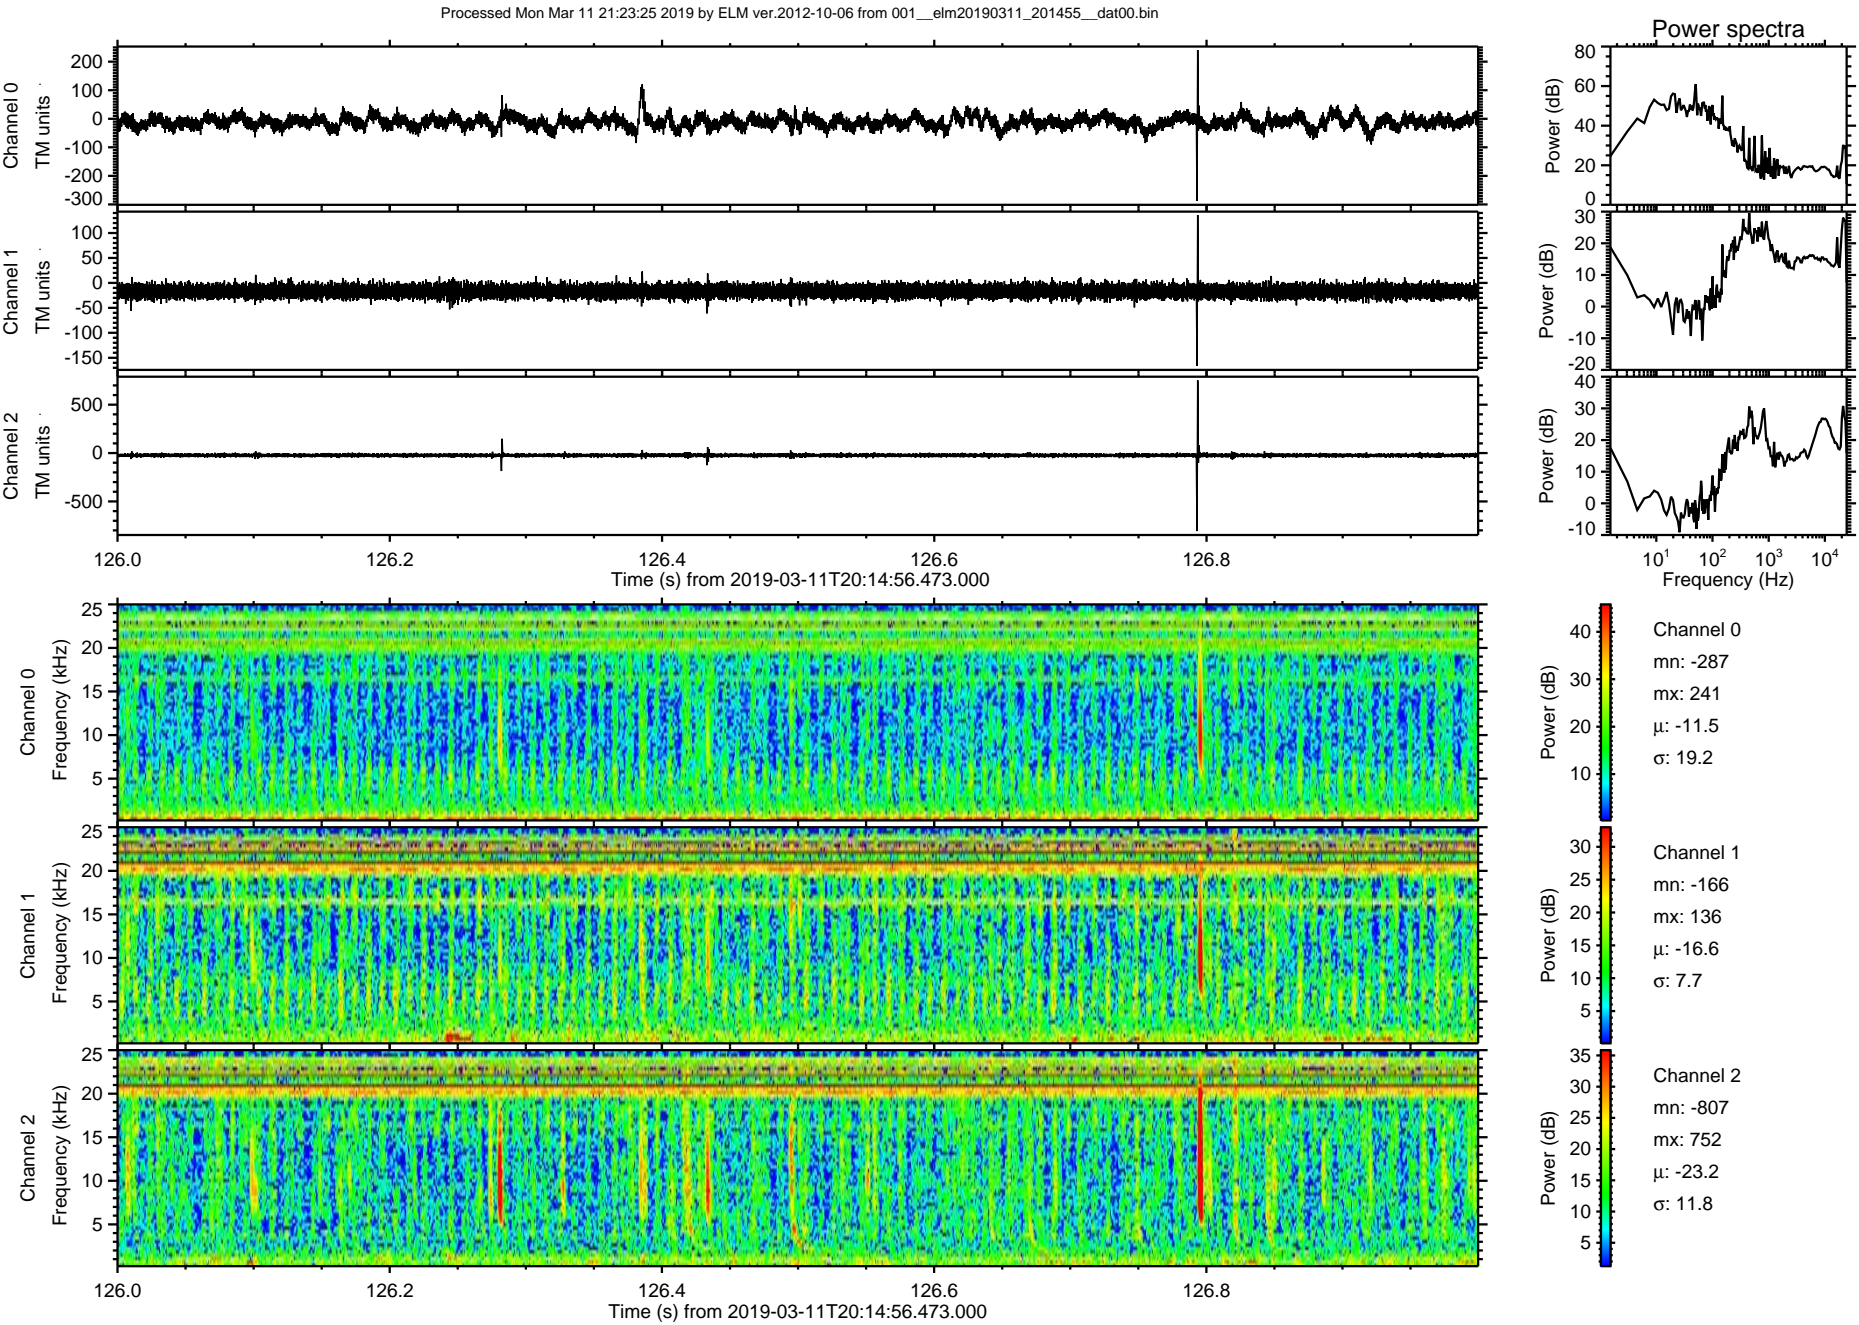 Processed Mon Mar 11 21:23:25 2019 by ELM ver.2012-10-06 from 001__elm20190311_201455__dat00.bin
Power spectra
Channel 0
TM units
200
100
0
-100
-200
-300
Power (dB)
80
60
40
20
0
Channel 1
TM units
100
50
0
-50
-100
-150
Power (dB)
30
20
10
0
-10
-20
Channel 2
TM units
500
0
-500
Power (dB)
40
30
20
10
0
-10
126.0 126.2 126.4 126.6 126.8
Time (s) from 2019-03-11T20:14:56.473.000
10^1 10^2 10^3 10^4
Frequency (Hz)
Channel 0
Frequency (kHz)
25
20
15
10
5
Power (dB)
40
30
20
10
Channel 0
mn: -287
mx: 241
μ: -11.5
σ: 19.2
Channel 1
Frequency (kHz)
25
20
15
10
5
Power (dB)
30
25
20
15
10
5
Channel 1
mn: -166
mx: 136
μ: -16.6
σ: 7.7
Channel 2
Frequency (kHz)
25
20
15
10
5
Power (dB)
35
30
25
20
15
10
5
Channel 2
mn: -807
mx: 752
μ: -23.2
σ: 11.8
126.0 126.2 126.4 126.6 126.8
Time (s) from 2019-03-11T20:14:56.473.000